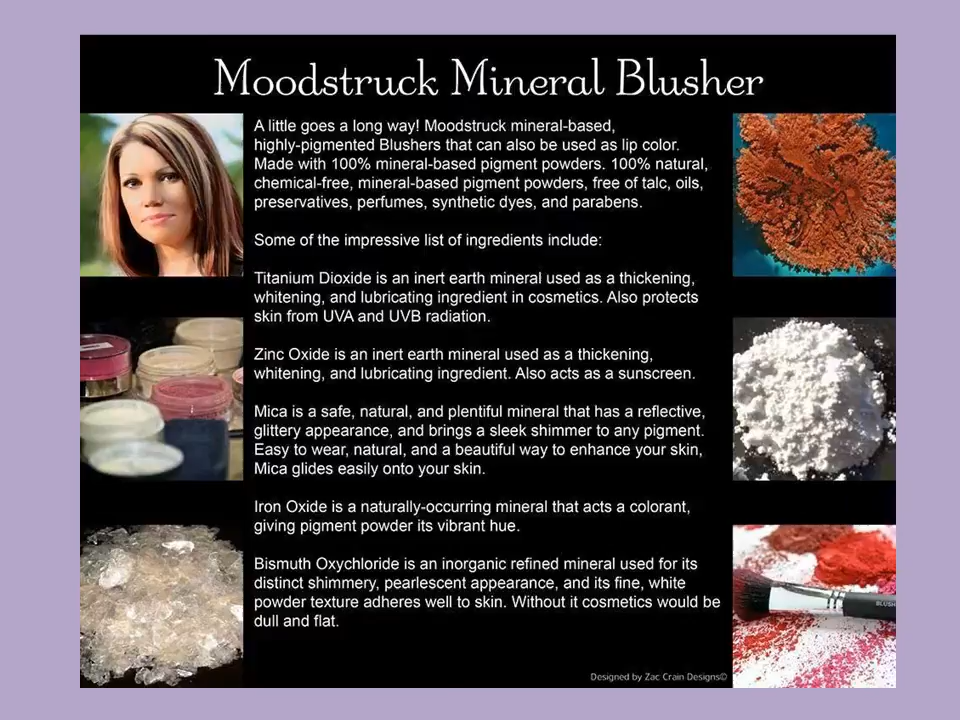 Moodstruck Mineral Blusher
A little goes a long way! Moodstruck mineral-based,
highly-pigmented Blushers that can also be used as lip color.
Made with 100% mineral-based pigment powders. 100% natural,
chemical-free, mineral-based pigment powders, free of talc, oils,
preservatives, perfumes, synthetic dyes, and parabens.
Some of the impressive list of ingredients include:
Titanium Dioxide is an inert earth mineral used as a thickening,
whitening, and lubricating ingredient in cosmetics. Also protects
skin from UVA and UVB radiation.
Zinc Oxide is an inert earth mineral used as a thickening,
whitening, and lubricating ingredient. Also acts as a sunscreen.
Mica is a safe, natural, and plentiful mineral that has a reflective,
glittery appearance, and brings a sleek shimmer to any pigment.
Easy to wear, natural, and a beautiful way to enhance your skin,
Mica glides easily onto your skin.
Iron Oxide is a naturally-occurring mineral that acts a colorant,
giving pigment powder its vibrant hue.
Bismuth Oxychloride is an inorganic refined mineral used for its
distinct shimmery, pearlescent appearance, and its fine, white
powder texture adheres well to skin. Without it cosmetics would be
dull and flat.
BLUSH
Designed by Zac Crain Designs©